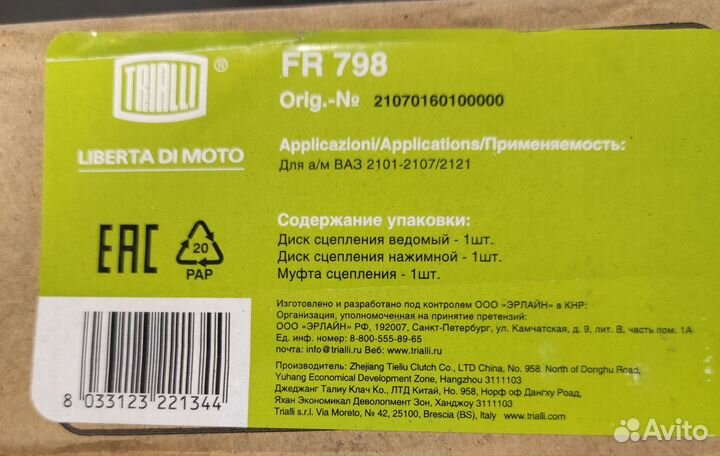 TRIALLI ®
LIBERTA DI MOTO
EAC
20
PAP
8 033123 221344
FR 798
Orig.-№ 21070160100000
Applicazioni/Applications/Применяемость:
Для а/м ВАЗ 2101-2107/2121
Содержание упаковки:
Диск сцепления ведомый - 1шт.
Диск сцепления нажимной - 1шт.
Муфта сцепления - 1шт.
Изготовлено и разработано под контролем ООО «ЭРЛАЙН» в КНР:
Организация, уполномоченная на принятие претензий:
ООО «ЭРЛАЙН» РФ, 192007, Санкт-Петербург, ул. Камчатская, д. 9, лит. В, часть пом. 1А
Ед. инф. номер: 8-800-555-89-65
почта: info@trialli.ru Веб: www.trialli.ru
Производитель: Zhejiang Tieliu Clutch Co., LTD China, No. 958. North of Donghu Road,
Yuhang Economical Development Zone, Hangzhou 3111103
Джеджанг Талиу Клач Ко., ЛТД Китай, Но. 958, Норф оф Дангху Роад,
Яхан Экономикал Деволопмент Зон, Ханджоу 3111103
Trialli s.r.l. Via Moreto, № 42, 25100, Brescia (BS), Italy www.trialli.com
Avito